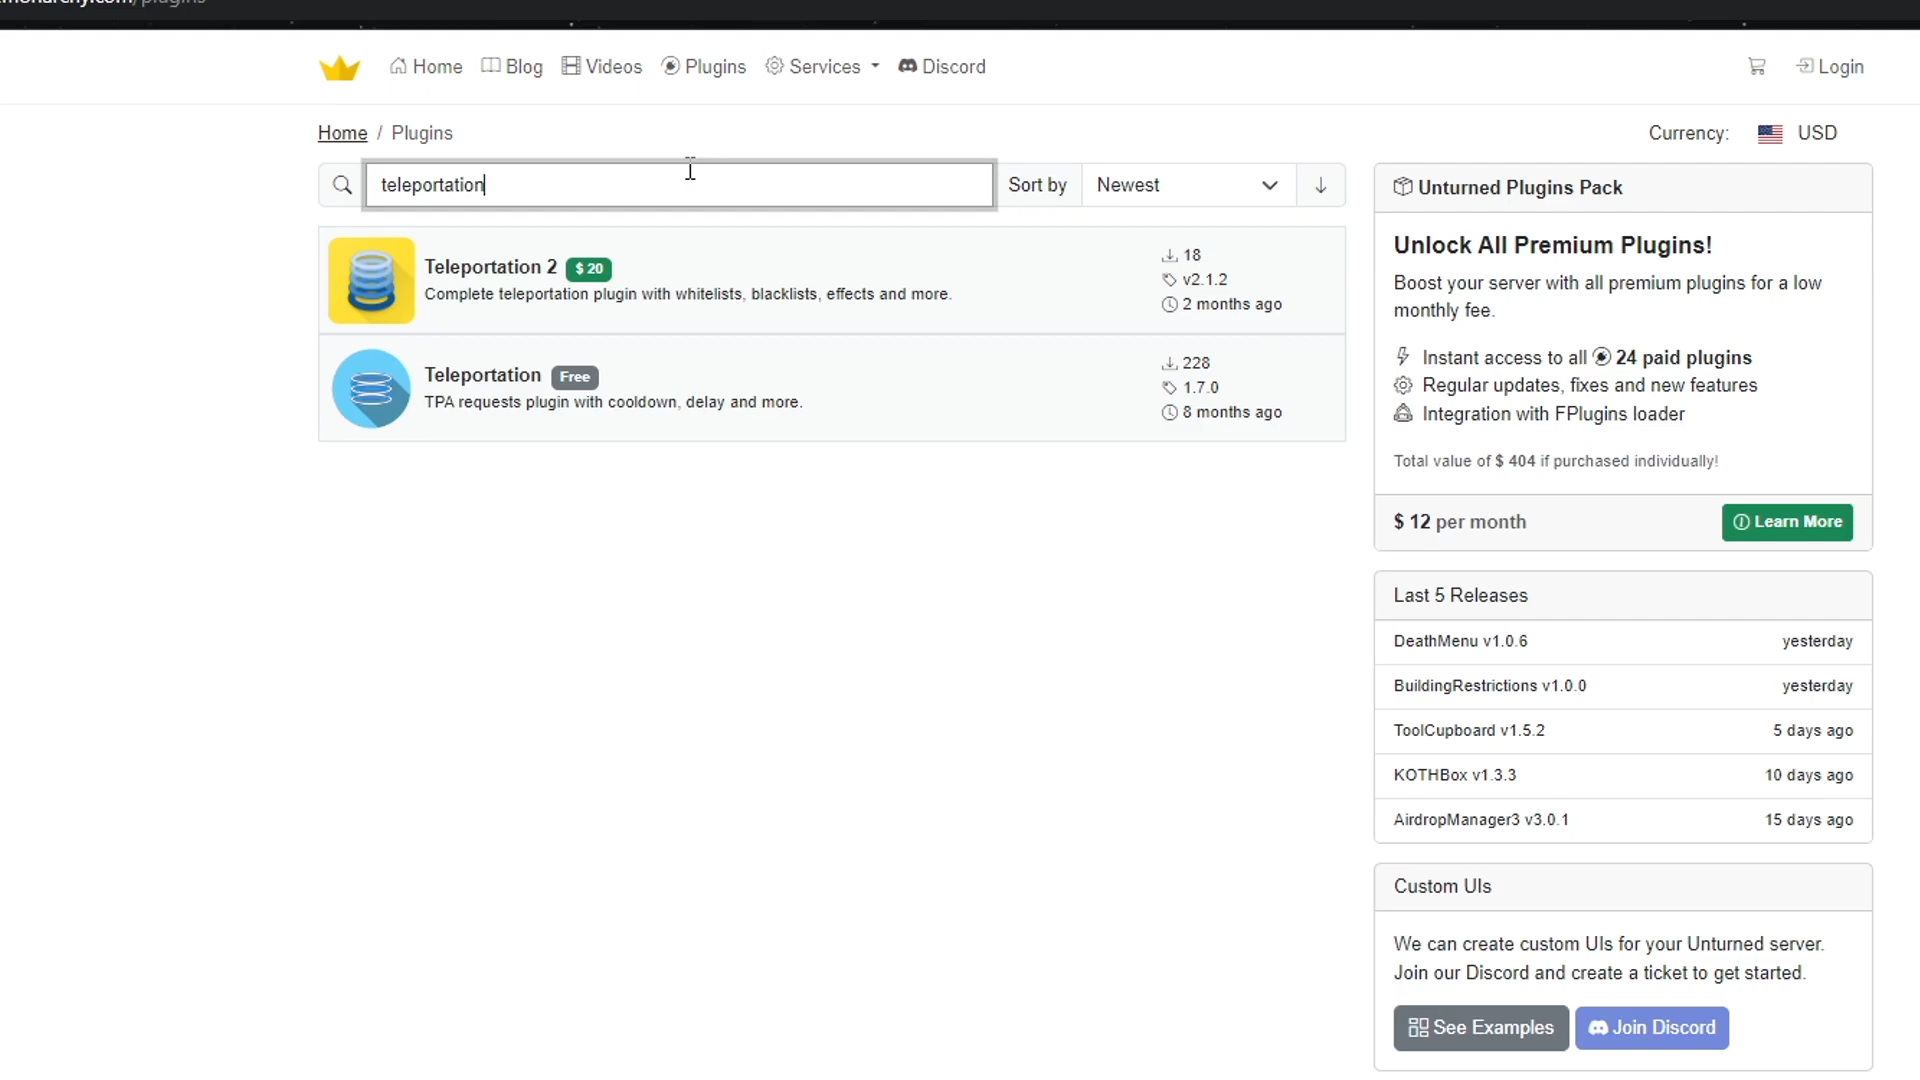 /plugins
Home Blog Videos Plugins Services Discord Login
Home / Plugins
Currency: USD
teleportation
Sort by Newest
Teleportation 2 $ 20
Complete teleportation plugin with whitelists, blacklists, effects and more.
18
v2.1.2
2 months ago
Teleportation Free
TPA requests plugin with cooldown, delay and more.
228
1.7.0
8 months ago
Unturned Plugins Pack
Unlock All Premium Plugins!
Boost your server with all premium plugins for a low
monthly fee.
Instant access to all 24 paid plugins
Regular updates, fixes and new features
Integration with FPlugins loader
Total value of $ 404 if purchased individually!
$ 12 per month
Learn More
Last 5 Releases
DeathMenu v1.0.6 yesterday
BuildingRestrictions v1.0.0 yesterday
ToolCupboard v1.5.2 5 days ago
KOTHBox v1.3.3 10 days ago
AirdropManager3 v3.0.1 15 days ago
Custom UIs
We can create custom UIs for your Unturned server.
Join our Discord and create a ticket to get started.
See Examples Join Discord